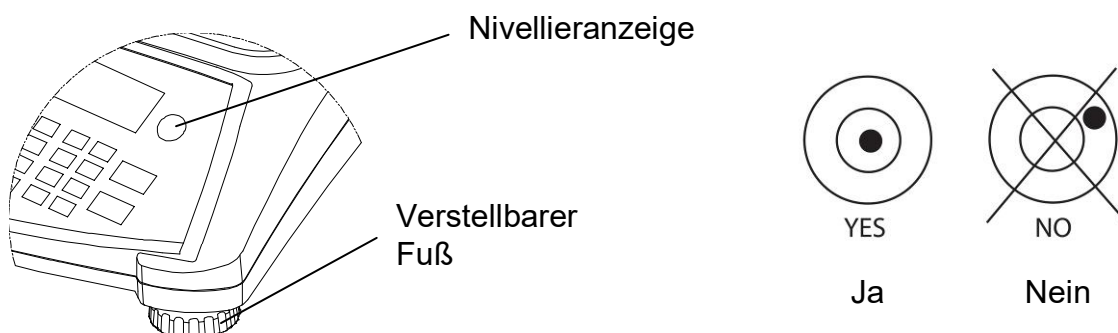 Nivellieranzeige
Verstellbarer
Fuß
YES
NO
Ja
Nein